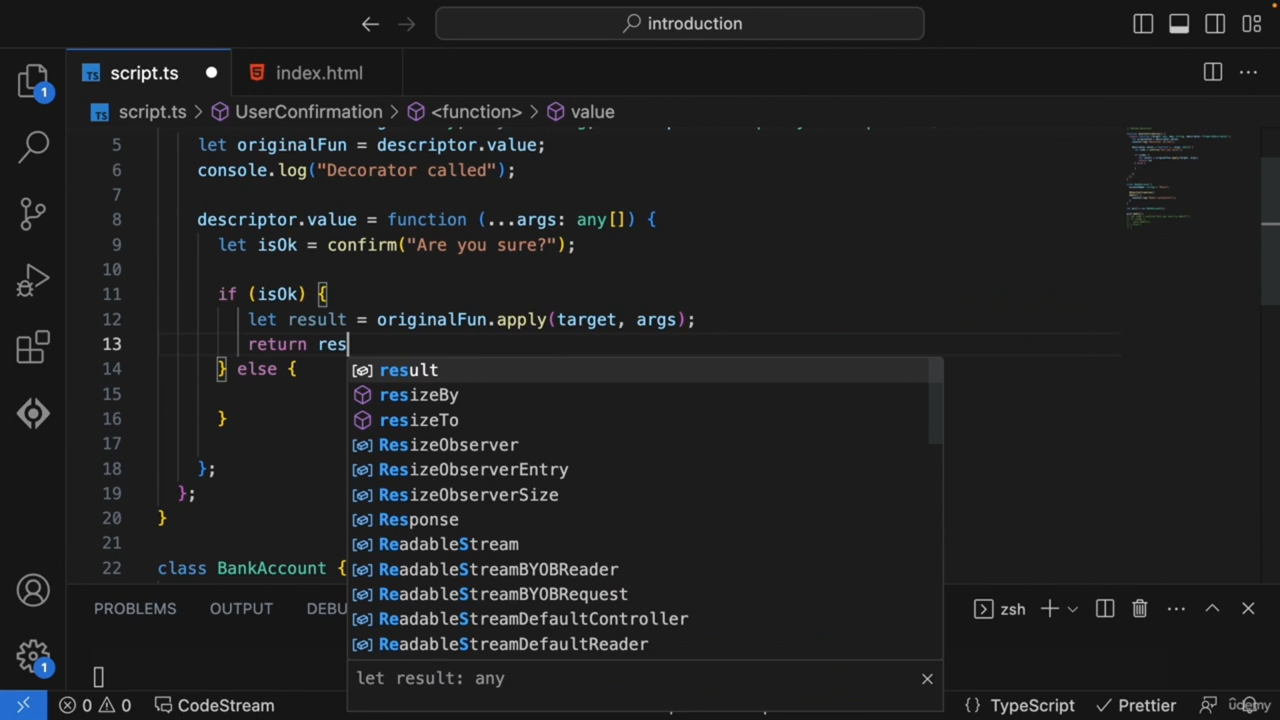 introduction
script.ts
index.html
script.ts > UserConfirmation > <function> > value
5 let originalFun = descriptor.value;
6 console.log("Decorator called");
7
8 descriptor.value = function (...args: any[]) {
9 let isOk = confirm("Are you sure?");
10
11 if (isOk) {
12 let result = originalFun.apply(target, args);
13 return res
14 } else {
15
16 }
17
18 };
19 };
20 }
21
22 class BankAccount {
result
resizeBy
resizeTo
ResizeObserver
ResizeObserverEntry
ResizeObserverSize
Response
ReadableStream
ReadableStreamBYOBReader
ReadableStreamBYOBRequest
ReadableStreamDefaultController
ReadableStreamDefaultReader
let result: any
1
1
PROBLEMS OUTPUT DEBU
zsh
0 0 CodeStream
{} TypeScript
Prettier
ûdemy